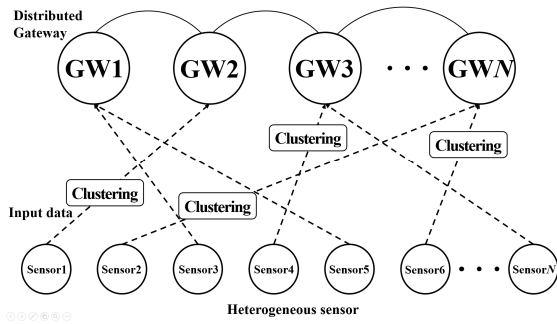 Distributed
Gateway
GW1 GW2 GW3 • • • GWN
Clustering
Clustering
Clustering
Clustering
Input data
Sensor1 Sensor2 Sensor3 Sensor4 Sensor5 Sensor6 • • • SensorN
Heterogeneous sensor